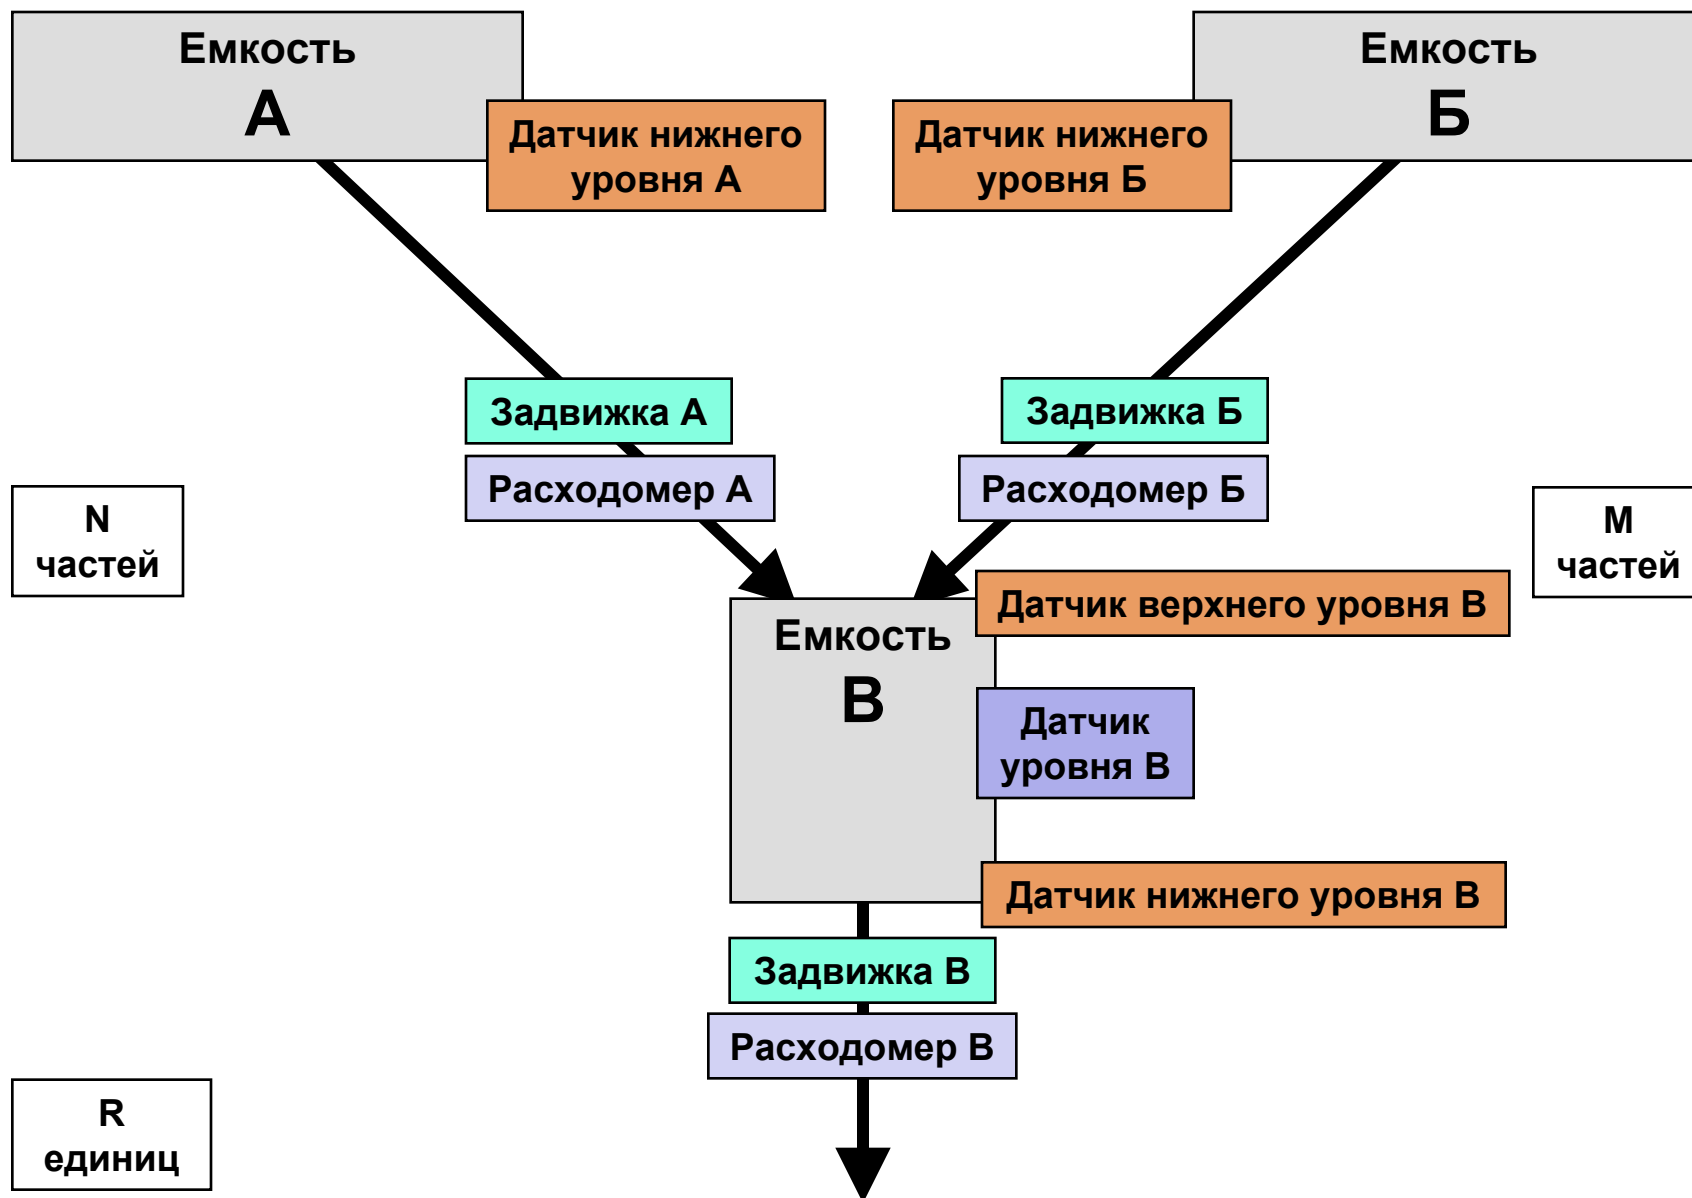 Емкость
А
Емкость
Б
Датчик нижнего
уровня А
Датчик нижнего
уровня Б
Задвижка А
Задвижка Б
Расходомер А
Расходомер Б
N
частей
M
частей
Датчик верхнего уровня В
Емкость
В
Датчик
уровня В
Датчик нижнего уровня В
Задвижка В
Расходомер В
R
единиц